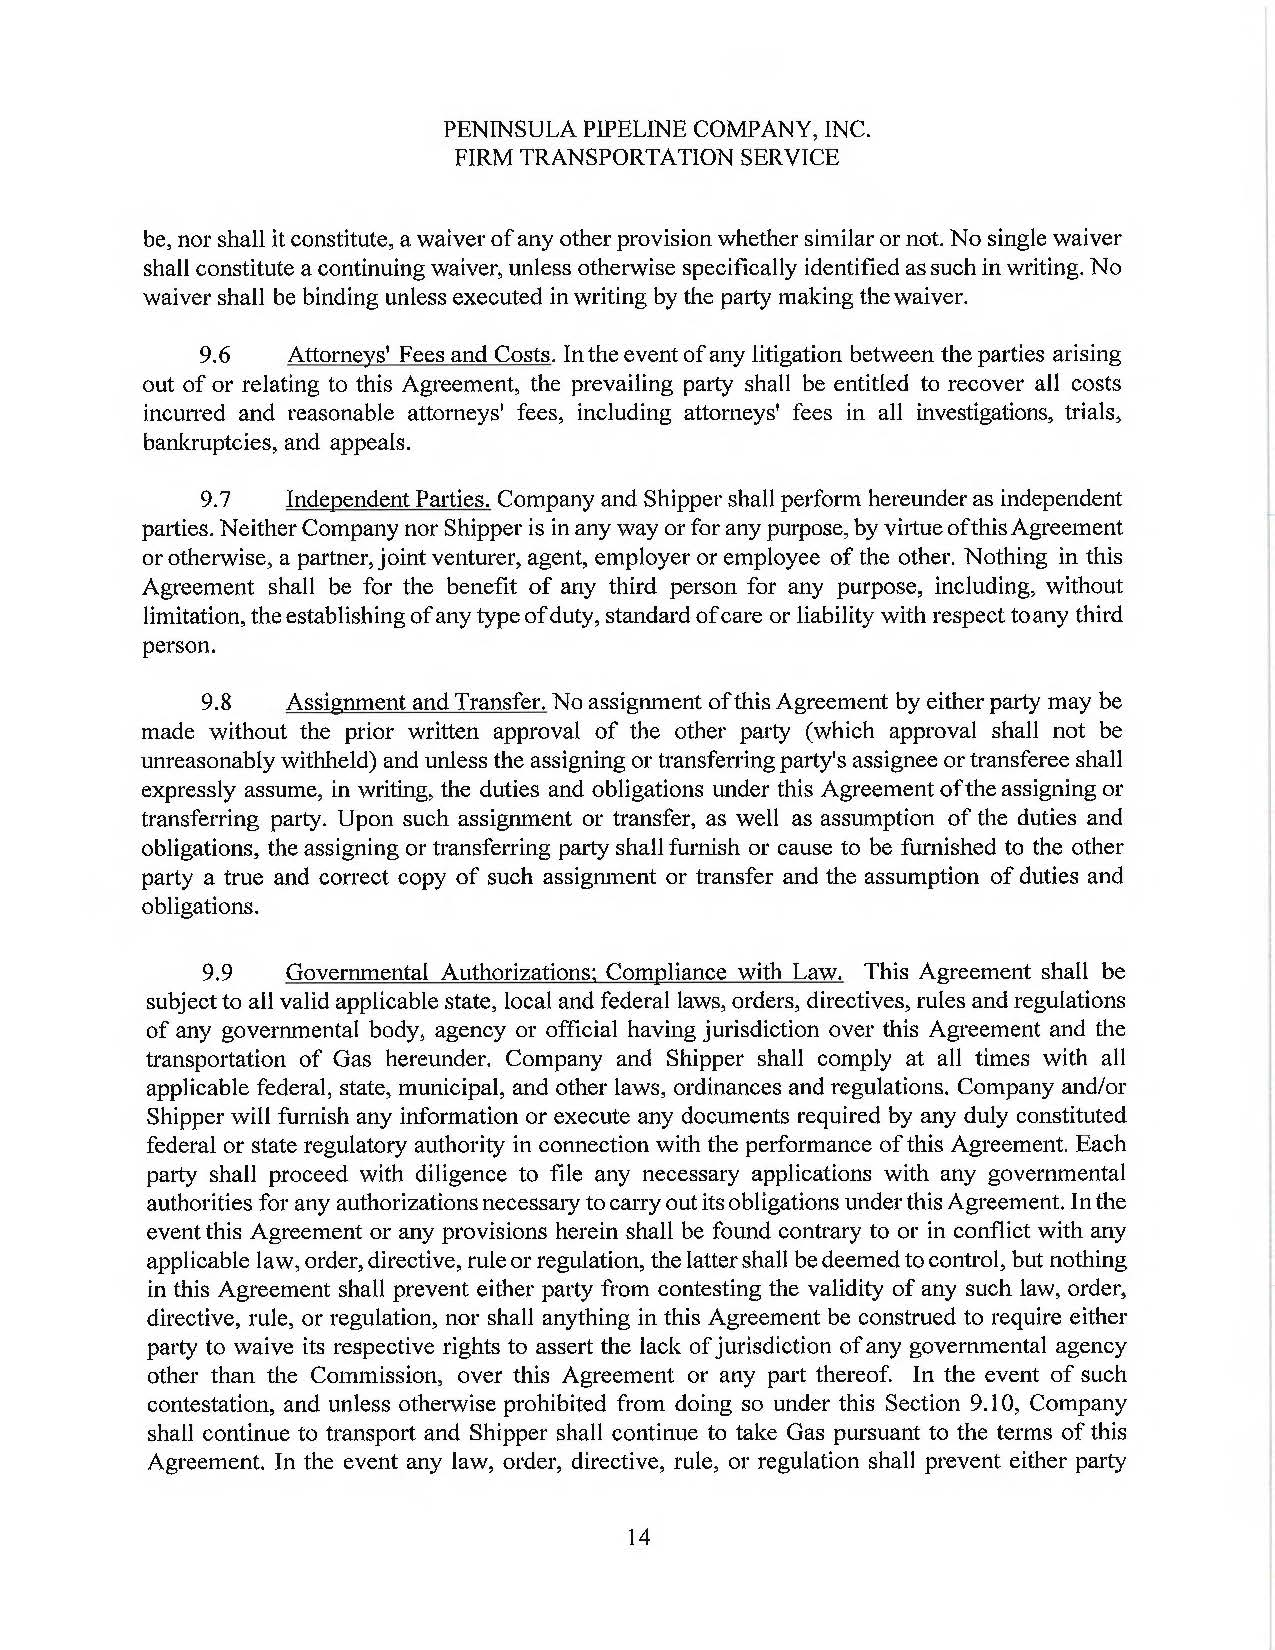 PENINSULA PIPELINE COMPANY, INC.
FIRM TRANSPORTATION SERVICE
be, nor shall it constitute, a waiver of any other provision whether similar or not. No single waiver
shall constitute a continuing waiver, unless otherwise specifically identified as such in writing. No
waiver shall be binding unless executed in writing by the party making the waiver.
9.6 Attorneys' Fees and Costs. In the event of any litigation between the parties arising
out of or relating to this Agreement, the prevailing party shall be entitled to recover all costs
incurred and reasonable attorneys' fees, including attorneys' fees in all investigations, trials,
bankruptcies, and appeals.
9.7 Independent Parties. Company and Shipper shall perform hereunder as independent
parties. Neither Company nor Shipper is in any way or for any purpose, by virtue of this Agreement
or otherwise, a partner, joint venturer, agent, employer or employee of the other. Nothing in this
Agreement shall be for the benefit of any third person for any purpose, including, without
limitation, the establishing of any type of duty, standard of care or liability with respect to any third
person.
9.8 Assignment and Transfer. No assignment of this Agreement by either party may be
made without the prior written approval of the other party (which approval shall not be
unreasonably withheld) and unless the assigning or transferring party's assignee or transferee shall
expressly assume, in writing, the duties and obligations under this Agreement of the assigning or
transferring party. Upon such assignment or transfer, as well as assumption of the duties and
obligations, the assigning or transferring party shall furnish or cause to be furnished to the other
party a true and correct copy of such assignment or transfer and the assumption of duties and
obligations.
9.9 Governmental Authorizations; Compliance with Law. This Agreement shall be
subject to all valid applicable state, local and federal laws, orders, directives, rules and regulations
of any governmental body, agency or official having jurisdiction over this Agreement and the
transportation of Gas hereunder. Company and Shipper shall comply at all times with all
applicable federal, state, municipal, and other laws, ordinances and regulations. Company and/or
Shipper will furnish any information or execute any documents required by any duly constituted
federal or state regulatory authority in connection with the performance of this Agreement. Each
party shall proceed with diligence to file any necessary applications with any governmental
authorities for any authorizations necessary to carry out its obligations under this Agreement. In the
event this Agreement or any provisions herein shall be found contrary to or in conflict with any
applicable law, order, directive, rule or regulation, the latter shall be deemed to control, but nothing
in this Agreement shall prevent either party from contesting the validity of any such law, order,
directive, rule, or regulation, nor shall anything in this Agreement be construed to require either
party to waive its respective rights to assert the lack of jurisdiction of any governmental agency
other than the Commission, over this Agreement or any part thereof. In the event of such
contestation, and unless otherwise prohibited from doing so under this Section 9.10, Company
shall continue to transport and Shipper shall continue to take Gas pursuant to the terms of this
Agreement. In the event any law, order, directive, rule, or regulation shall prevent either party
14